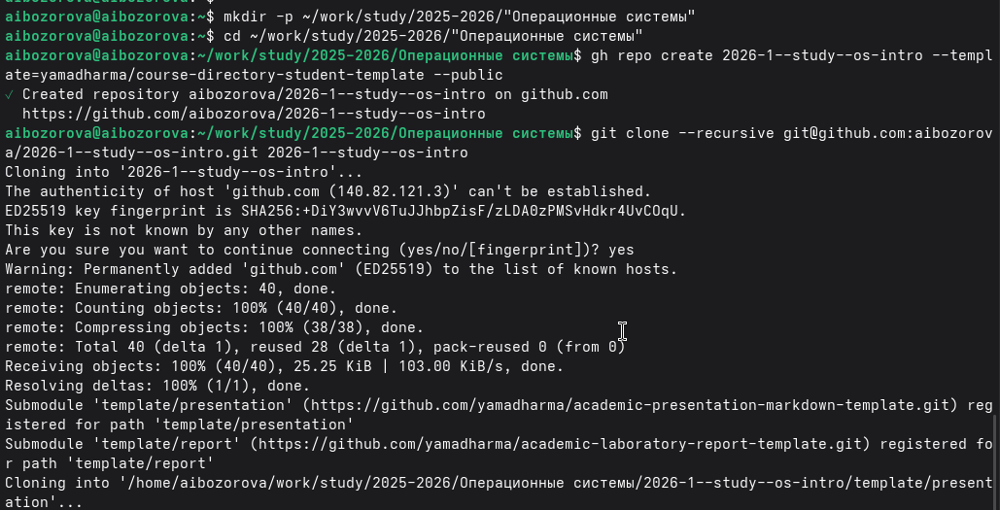 aibozorova@aibozorova:~$ mkdir -p ~/work/study/2025-2026/"Операционные системы"
aibozorova@aibozorova:~$ cd ~/work/study/2025-2026/"Операционные системы"
aibozorova@aibozorova:~/work/study/2025-2026/Операционные системы$ gh repo create 2026-1--study--os-intro --templ
ate=yamadharma/course-directory-student-template --public
✓ Created repository aibozorova/2026-1--study--os-intro on github.com
  https://github.com/aibozorova/2026-1--study--os-intro
aibozorova@aibozorova:~/work/study/2025-2026/Операционные системы$ git clone --recursive git@github.com:aibozorov
a/2026-1--study--os-intro.git 2026-1--study--os-intro
Cloning into '2026-1--study--os-intro'...
The authenticity of host 'github.com (140.82.121.3)' can't be established.
ED25519 key fingerprint is SHA256:+DiY3wvvV6TuJJhbpZisF/zLDA0zPMSvHdkr4UvCOqU.
This key is not known by any other names.
Are you sure you want to continue connecting (yes/no/[fingerprint])? yes
Warning: Permanently added 'github.com' (ED25519) to the list of known hosts.
remote: Enumerating objects: 40, done.
remote: Counting objects: 100% (40/40), done.
remote: Compressing objects: 100% (38/38), done.
remote: Total 40 (delta 1), reused 28 (delta 1), pack-reused 0 (from 0)
Receiving objects: 100% (40/40), 25.25 KiB | 103.00 KiB/s, done.
Resolving deltas: 100% (1/1), done.
Submodule 'template/presentation' (https://github.com/yamadharma/academic-presentation-markdown-template.git) reg
istered for path 'template/presentation'
Submodule 'template/report' (https://github.com/yamadharma/academic-laboratory-report-template.git) registered fo
r path 'template/report'
Cloning into '/home/aibozorova/work/study/2025-2026/Операционные системы/2026-1--study--os-intro/template/present
ation'...